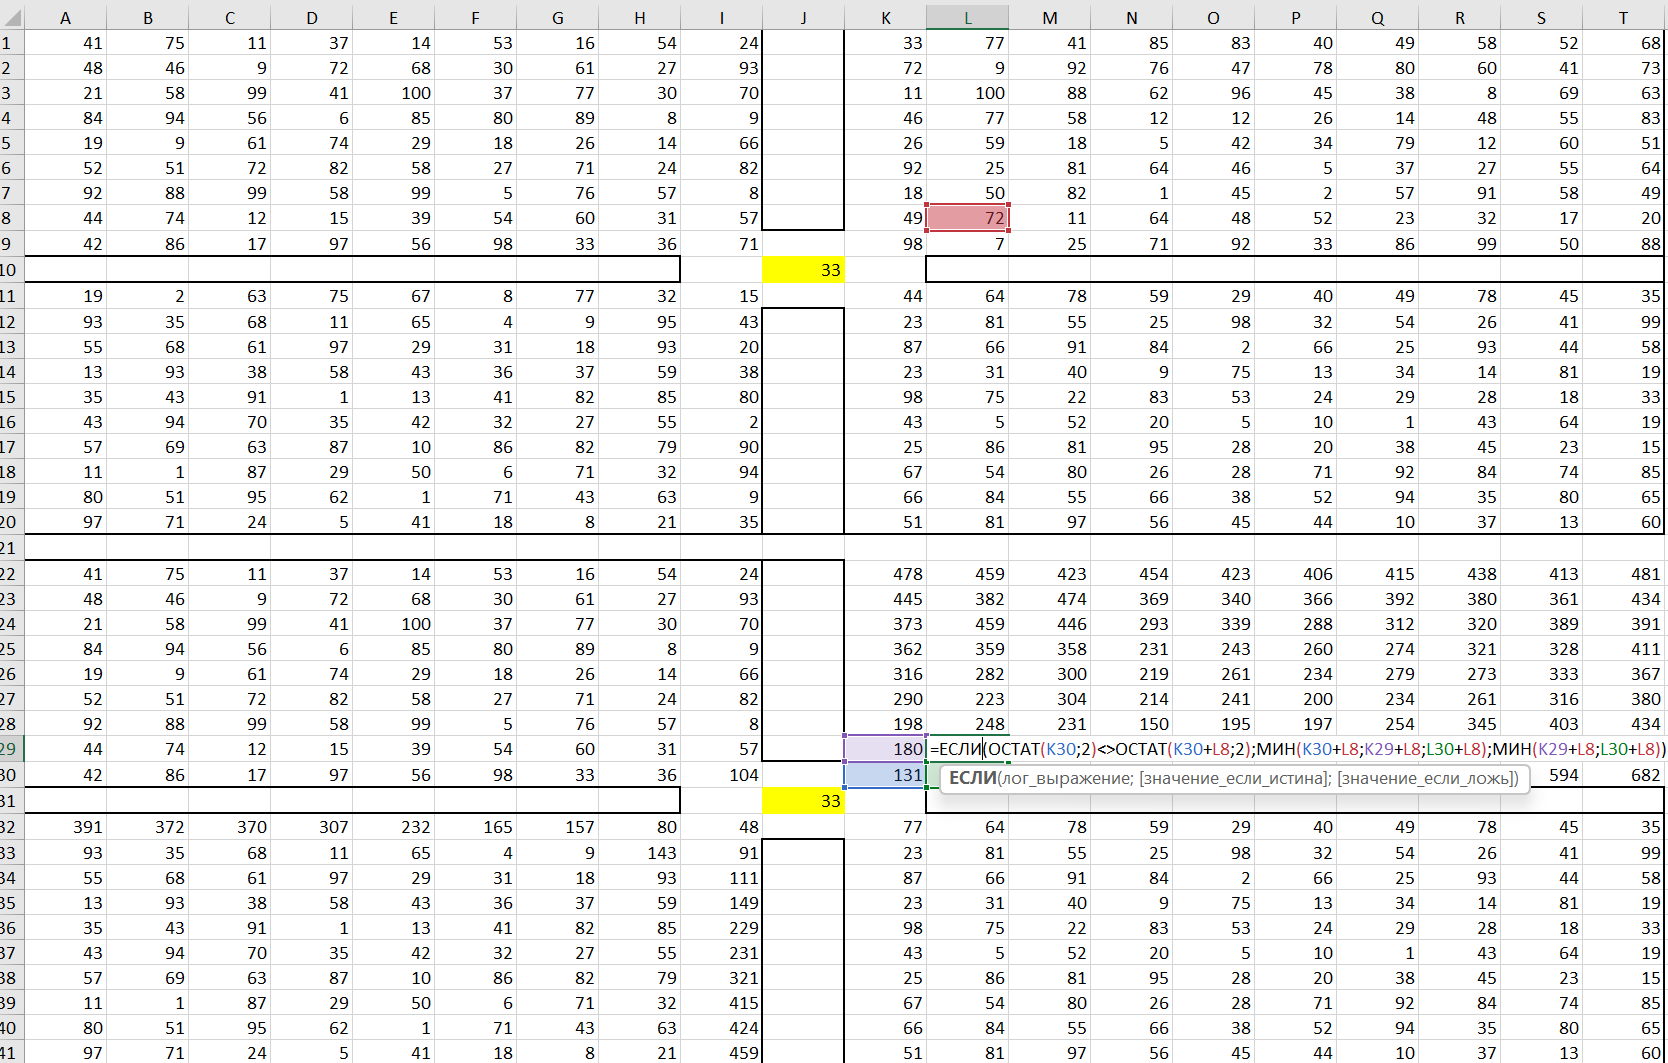 A B C D E F G H I J K L M N O P Q R S T
1 41 75 11 37 14 53 16 54 24 33 77 41 85 83 40 49 58 52 68
2 48 46 9 72 68 30 61 27 93 72 9 92 76 47 78 80 60 41 73
3 21 58 99 41 100 37 77 30 70 11 100 88 62 96 45 38 8 69 63
4 84 94 56 6 85 80 89 8 9 46 77 58 12 12 26 14 48 55 83
5 19 9 61 74 29 18 26 14 66 26 59 18 5 42 34 79 12 60 51
6 52 51 72 82 58 27 71 24 82 92 25 81 64 46 5 37 27 55 64
7 92 88 99 58 99 5 76 57 8 18 50 82 1 45 2 57 91 58 49
8 44 74 12 15 39 54 60 31 57 49 72 11 64 48 52 23 32 17 20
9 42 86 17 97 56 98 33 36 71 98 7 25 71 92 33 86 99 50 88
10 33
11 19 2 63 75 67 8 77 32 15 44 64 78 59 29 40 49 78 45 35
12 93 35 68 11 65 4 9 95 43 23 81 55 25 98 32 54 26 41 99
13 55 68 61 97 29 31 18 93 20 87 66 91 84 2 66 25 93 44 58
14 13 93 38 58 43 36 37 59 38 23 31 40 9 75 13 34 14 81 19
15 35 43 91 1 13 41 82 85 80 98 75 22 83 53 24 29 28 18 33
16 43 94 70 35 42 32 27 55 2 43 5 52 20 5 10 1 43 64 19
17 57 69 63 87 10 86 82 79 90 25 86 81 95 28 20 38 45 23 15
18 11 1 87 29 50 6 71 32 94 67 54 80 26 28 71 92 84 74 85
19 80 51 95 62 1 71 43 63 9 66 84 55 66 38 52 94 35 80 65
20 97 71 24 5 41 18 8 21 35 51 81 97 56 45 44 10 37 13 60
21
22 41 75 11 37 14 53 16 54 24 478 459 423 454 423 406 415 438 413 481
23 48 46 9 72 68 30 61 27 93 445 382 474 369 340 366 392 380 361 434
24 21 58 99 41 100 37 77 30 70 373 459 446 293 339 288 312 320 389 391
25 84 94 56 6 85 80 89 8 9 362 359 358 231 243 260 274 321 328 411
26 19 9 61 74 29 18 26 14 66 316 282 300 219 261 234 279 273 333 367
27 52 51 72 82 58 27 71 24 82 290 223 304 214 241 200 234 261 316 380
28 92 88 99 58 99 5 76 57 8 198 248 231 150 195 197 254 345 403 434
29 44 74 12 15 39 54 60 31 57 180 =ЕСЛИ(ОСТАТ(K30;2)<>ОСТАТ(K30+L8;2);МИН(K30+L8;K29+L8;L30+L8);МИН(K29+L8;L30+L8))
30 42 86 17 97 56 98 33 36 104 131 ЕСЛИ(лог_выражение; [значение_если_истина]; [значение_если_ложь]) 594 682
31 33
32 391 372 370 307 232 165 157 80 48 77 64 78 59 29 40 49 78 45 35
33 93 35 68 11 65 4 9 143 91 23 81 55 25 98 32 54 26 41 99
34 55 68 61 97 29 31 18 93 111 87 66 91 84 2 66 25 93 44 58
35 13 93 38 58 43 36 37 59 149 23 31 40 9 75 13 34 14 81 19
36 35 43 91 1 13 41 82 85 229 98 75 22 83 53 24 29 28 18 33
37 43 94 70 35 42 32 27 55 231 43 5 52 20 5 10 1 43 64 19
38 57 69 63 87 10 86 82 79 321 25 86 81 95 28 20 38 45 23 15
39 11 1 87 29 50 6 71 32 415 67 54 80 26 28 71 92 84 74 85
40 80 51 95 62 1 71 43 63 424 66 84 55 66 38 52 94 35 80 65
41 97 71 24 5 41 18 8 21 459 51 81 97 56 45 44 10 37 13 60